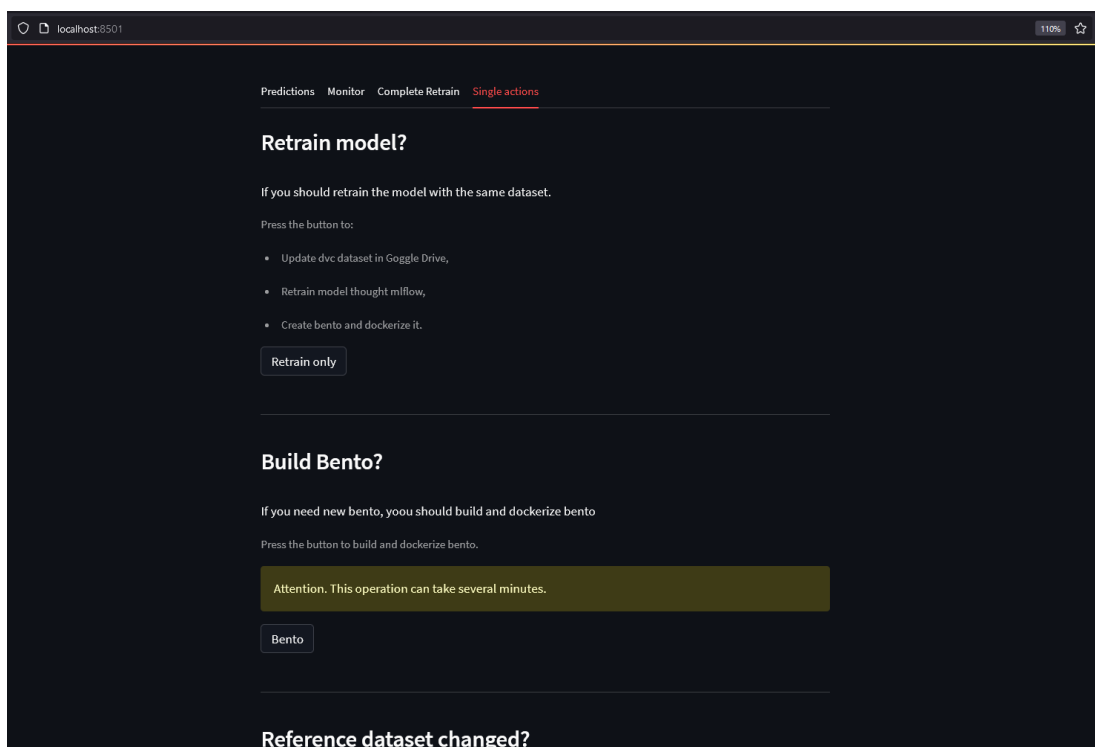 localhost:8501
110%
Predictions Monitor Complete Retrain Single actions
Retrain model?
If you should retrain the model with the same dataset.
Press the button to:
Update dvc dataset in Goggle Drive,
Retrain model thought mlflow,
Create bento and dockerize it.
Retrain only
Build Bento?
If you need new bento, yoou should build and dockerize bento
Press the button to build and dockerize bento.
Attention. This operation can take several minutes.
Bento
Reference dataset changed?